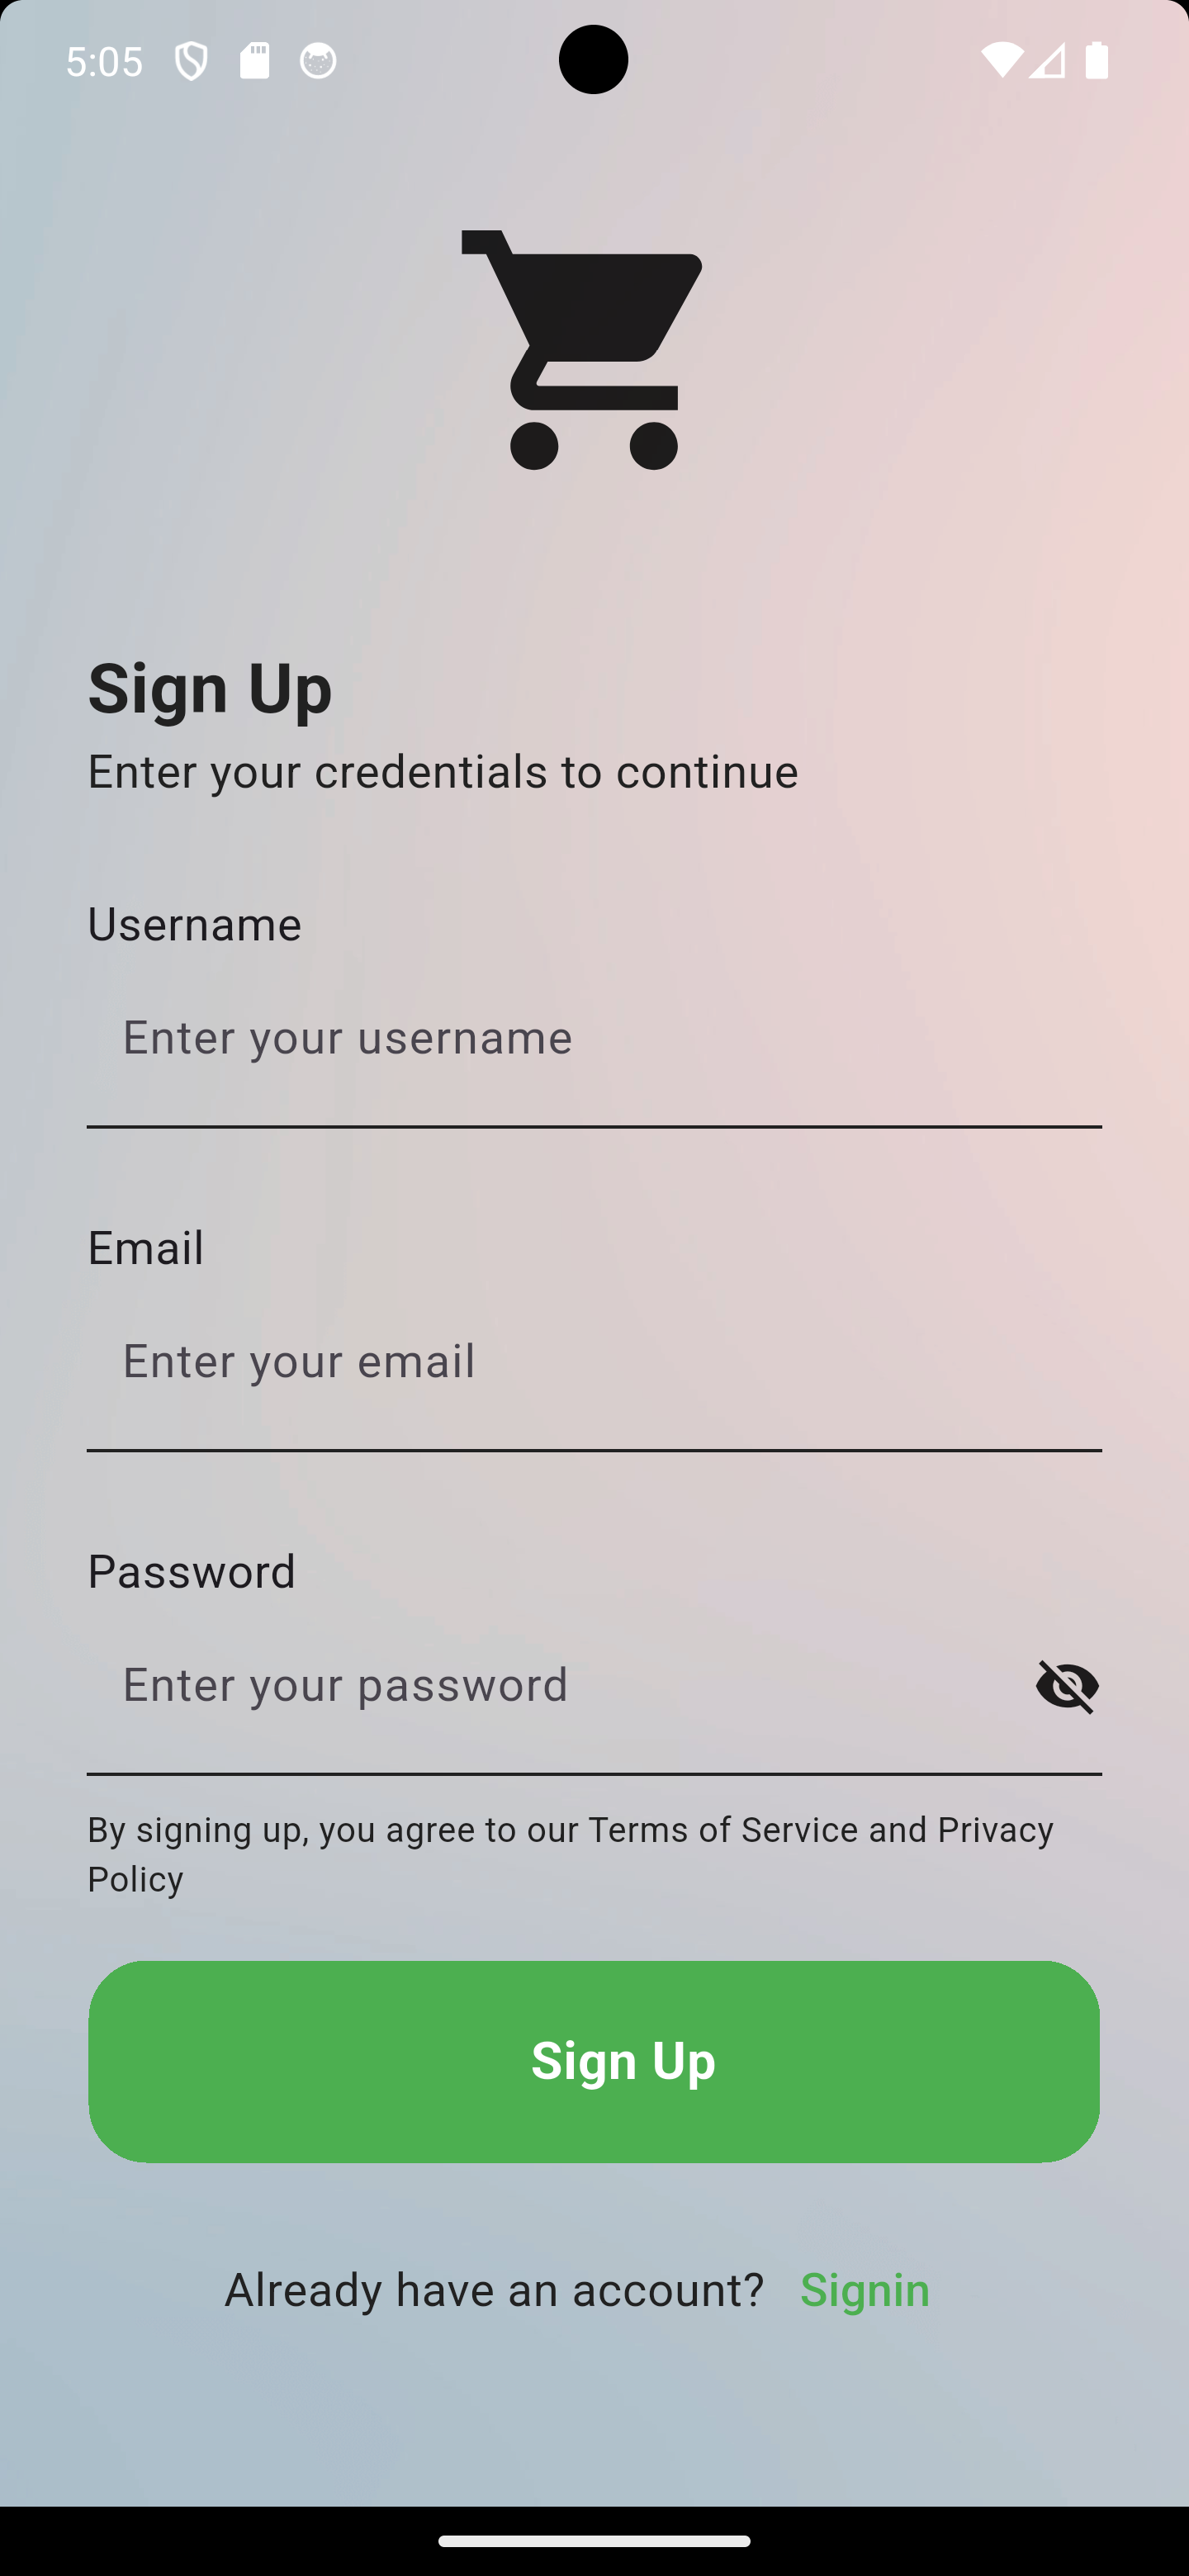 5:05
Sign Up
Enter your credentials to continue
Username
Enter your username
Email
Enter your email
Password
Enter your password
By signing up, you agree to our Terms of Service and Privacy
Policy
Sign Up
Already have an account? Signin